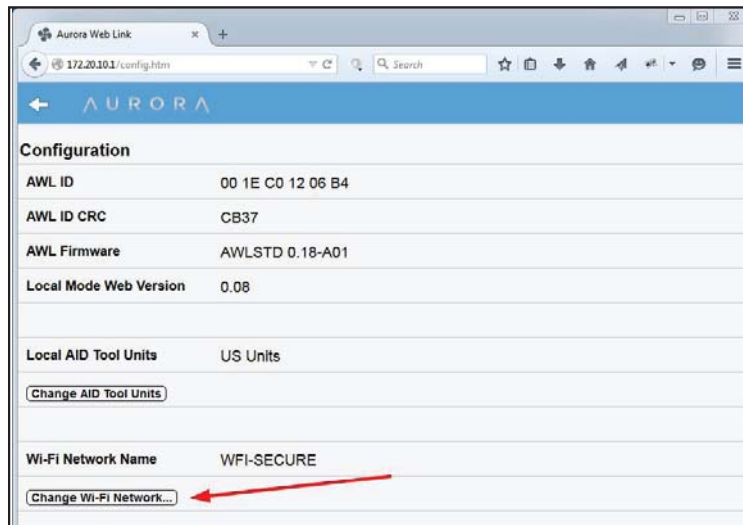 Aurora Web Link
172.20.10.1/config.htm Search
AURORA
Configuration
AWL ID 00 1E C0 12 06 B4
AWL ID CRC CB37
AWL Firmware AWLSTD 0.18-A01
Local Mode Web Version 0.08
Local AID Tool Units US Units
Change AID Tool Units
Wi-Fi Network Name WFI-SECURE
Change Wi-Fi Network...